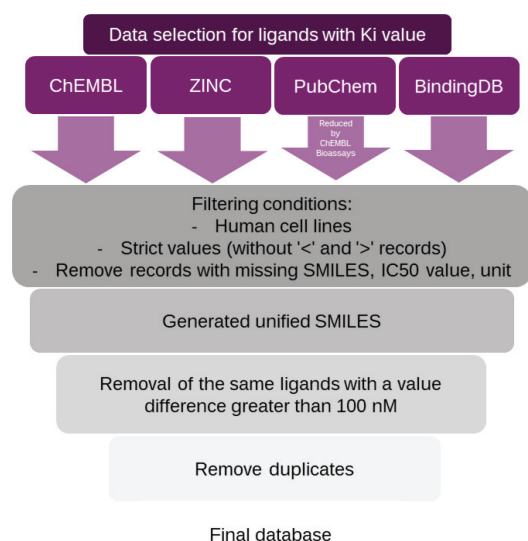 Data selection for ligands with Ki value
ChEMBL
ZINC
PubChem
BindingDB
Reduced
by
ChEMBL
Bioassays
Filtering conditions:
- Human cell lines
- Strict values (without '<' and '>' records)
- Remove records with missing SMILES, IC50 value, unit
Generated unified SMILES
Removal of the same ligands with a value
difference greater than 100 nM
Remove duplicates
Final database